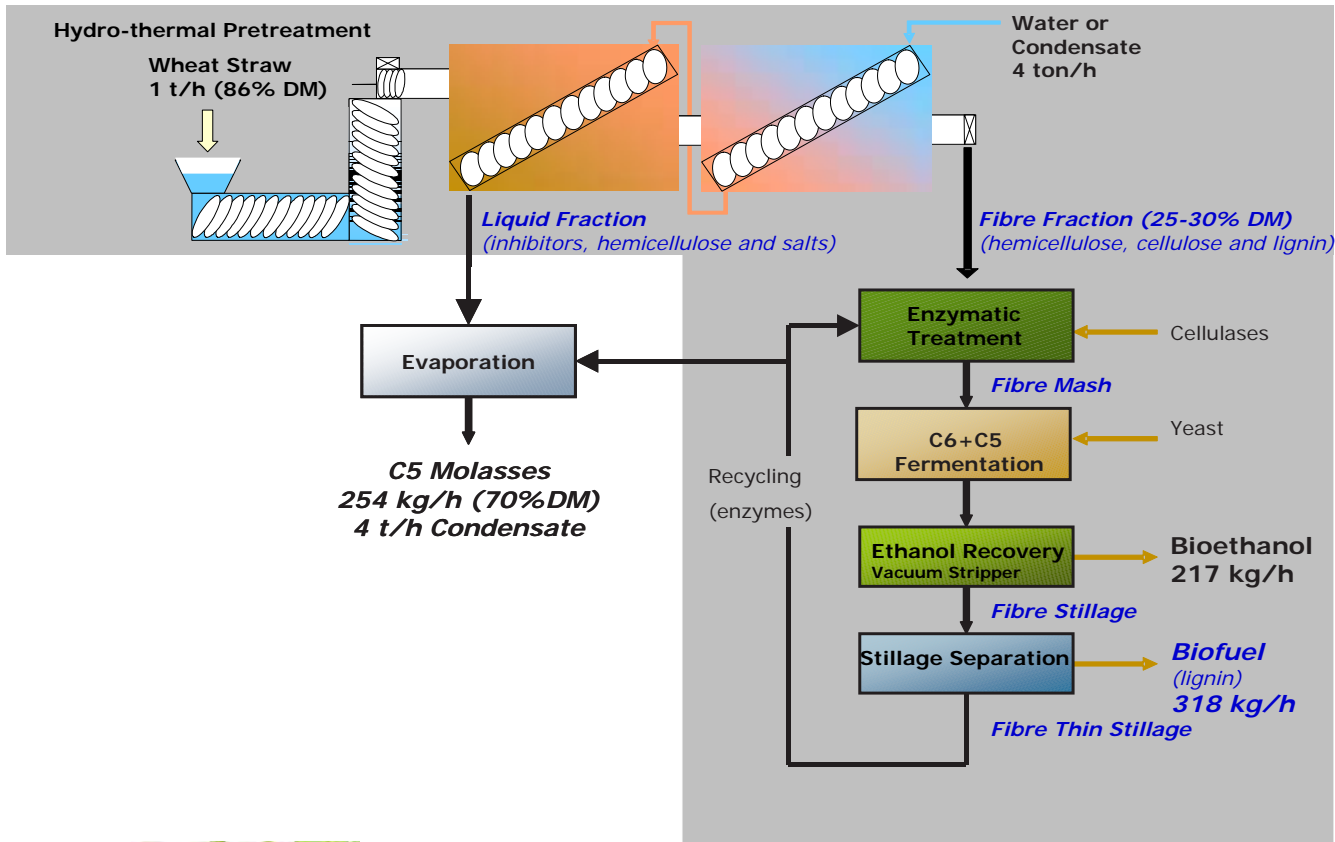 Hydro-thermal Pretreatment
Wheat Straw
1 t/h (86% DM)
Water or
Condensate
4 ton/h
Liquid Fraction
(inhibitors, hemicellulose and salts)
Fibre Fraction (25-30% DM)
(hemicellulose, cellulose and lignin)
Enzymatic
Treatment
Cellulases
Evaporation
Fibre Mash
C6+C5
Fermentation
Yeast
C5 Molasses
254 kg/h (70%DM)
4 t/h Condensate
Recycling
(enzymes)
Ethanol Recovery
Vacuum Stripper
Bioethanol
217 kg/h
Fibre Stillage
Stillage Separation
Biofuel
(lignin)
318 kg/h
Fibre Thin Stillage